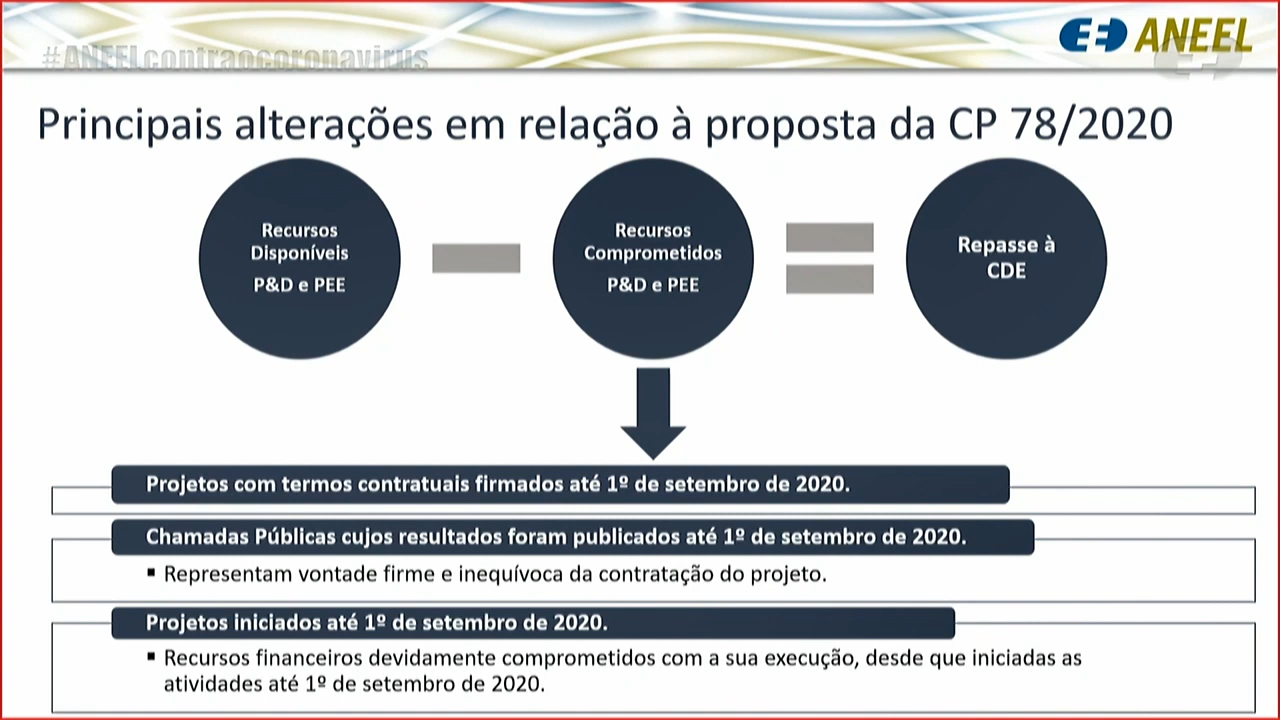 #ANEELcontraocoronavirus
ANEEL
Principais alterações em relação à proposta da CP 78/2020
Recursos
Disponíveis
P&D e PEE
Recursos
Comprometidos
P&D e PEE
Repasse à
CDE
Projetos com termos contratuais firmados até 1º de setembro de 2020.
Chamadas Públicas cujos resultados foram publicados até 1º de setembro de 2020.
▪ Representam vontade firme e inequívoca da contratação do projeto.
Projetos iniciados até 1º de setembro de 2020.
▪ Recursos financeiros devidamente comprometidos com a sua execução, desde que iniciadas as
atividades até 1º de setembro de 2020.